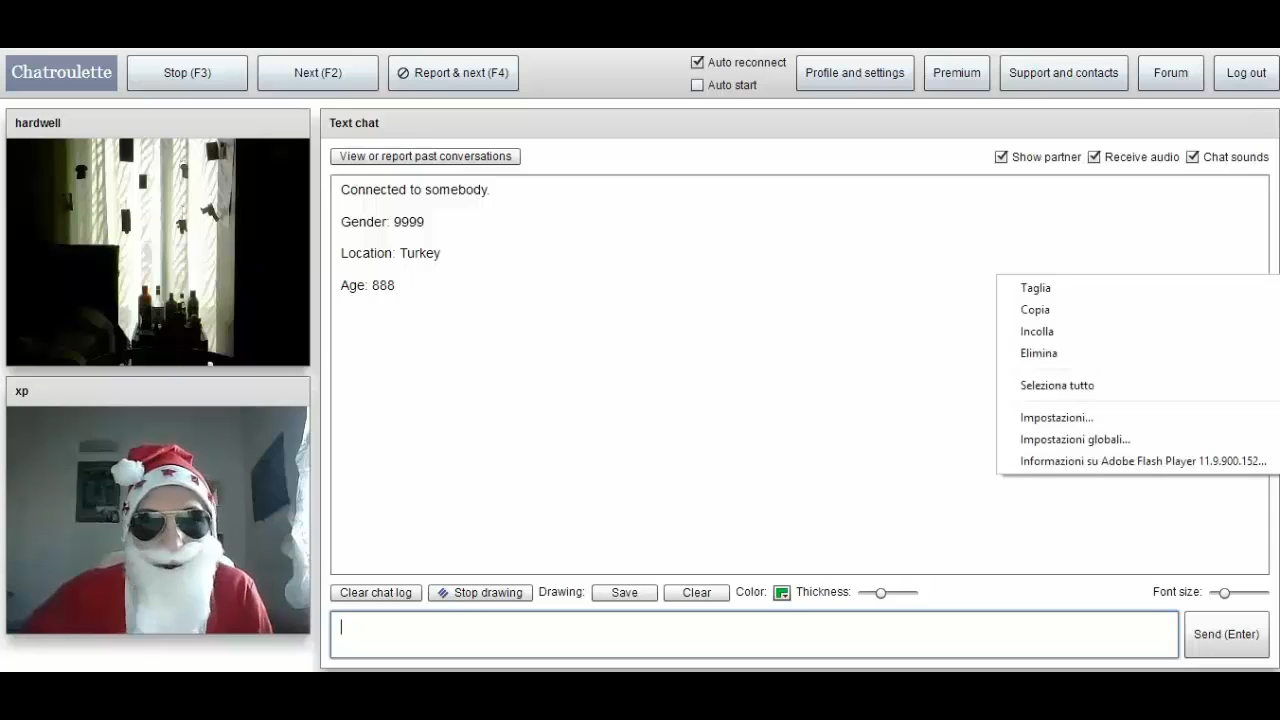 Chatroulette
Stop (F3)
Next (F2)
Report & next (F4)
Auto reconnect
Auto start
Profile and settings
Premium
Support and contacts
Forum
Log out
hardwell
xp
Text chat
View or report past conversations
Show partner
Receive audio
Chat sounds
Connected to somebody.
Gender: 9999
Location: Turkey
Age: 888
Taglia
Copia
Incolla
Elimina
Seleziona tutto
Impostazioni...
Impostazioni globali...
Informazioni su Adobe Flash Player 11.9.900.152...
Clear chat log
Stop drawing
Drawing:
Save
Clear
Color:
Thickness:
Font size:
Send (Enter)